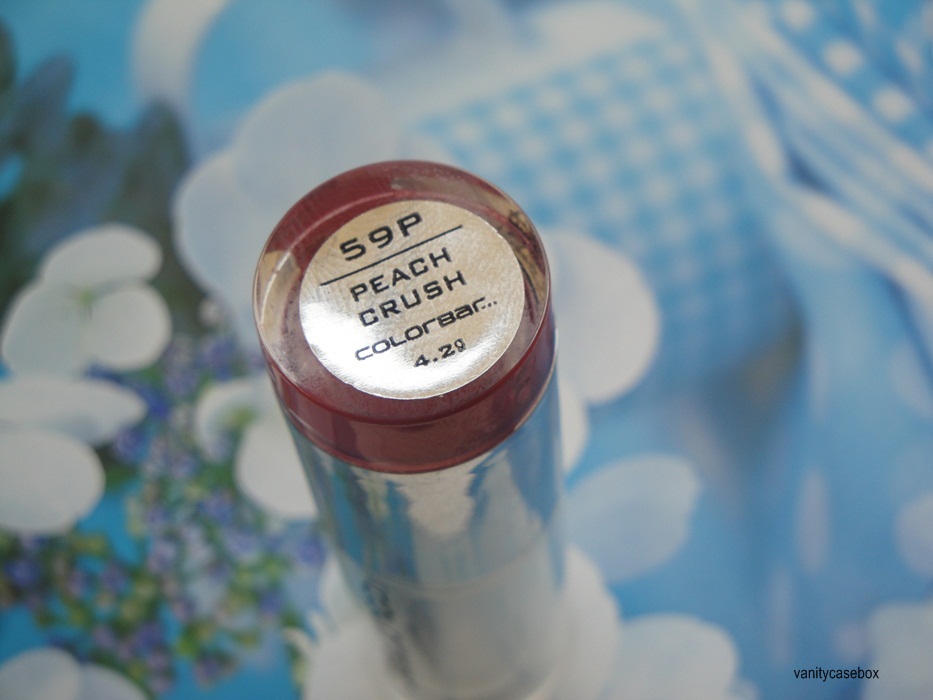 59P
PEACH
CRUSH
COLORBAR...
4.2g
vanitycasebox